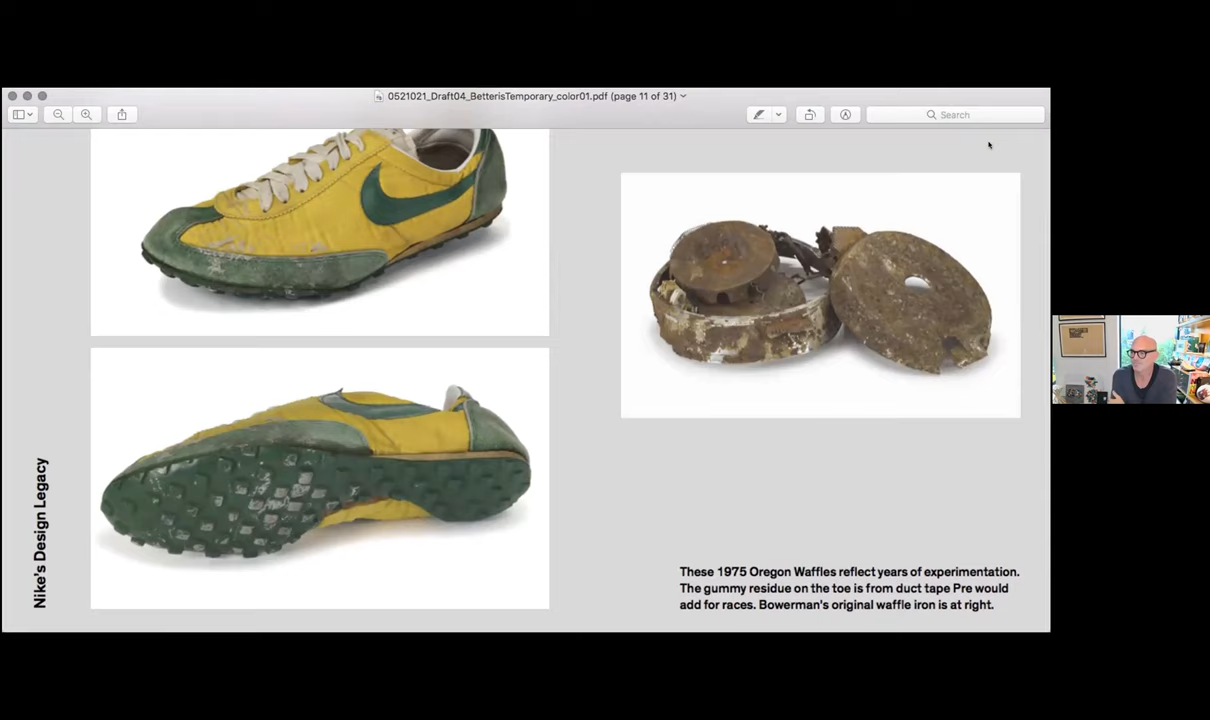 0521021_Draft04_BetterisTemporary_color01.pdf (page 11 of 31)
Search
Nike's Design Legacy
These 1975 Oregon Waffles reflect years of experimentation.
The gummy residue on the toe is from duct tape Pre would
add for races. Bowerman's original waffle iron is at right.